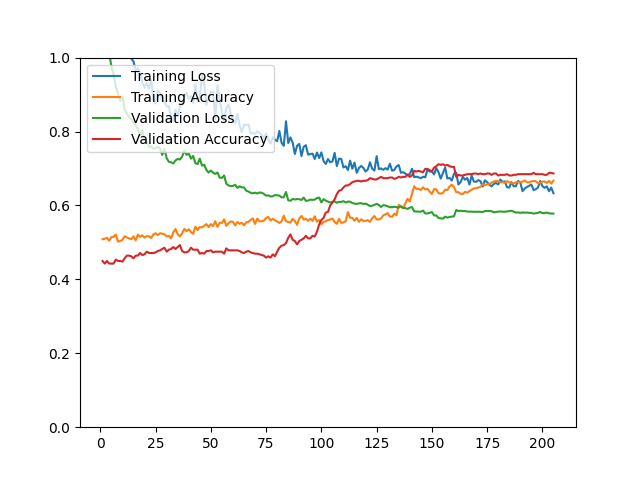 1.0
0.8
0.6
0.4
0.2
0.0
Training Loss
Training Accuracy
Validation Loss
Validation Accuracy
0 25 50 75 100 125 150 175 200